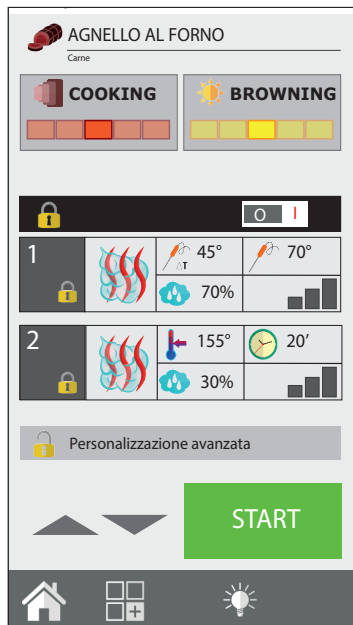 AGNELLO AL FORNO
Carne
COOKING BROWNING
O I
1 ΔT 45° 70°
70%
2 155° 20’
30%
Personalizzazione avanzata
START